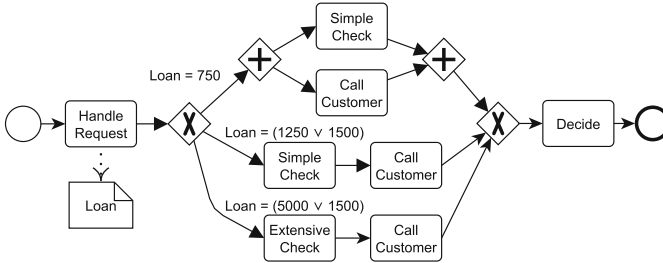 Simple
Check
Loan = 750
Call
Customer
Handle
Request
Loan = (1250 ∨ 1500)
Decide
Simple
Check
Call
Customer
Loan
Loan = (5000 ∨ 1500)
Extensive
Check
Call
Customer